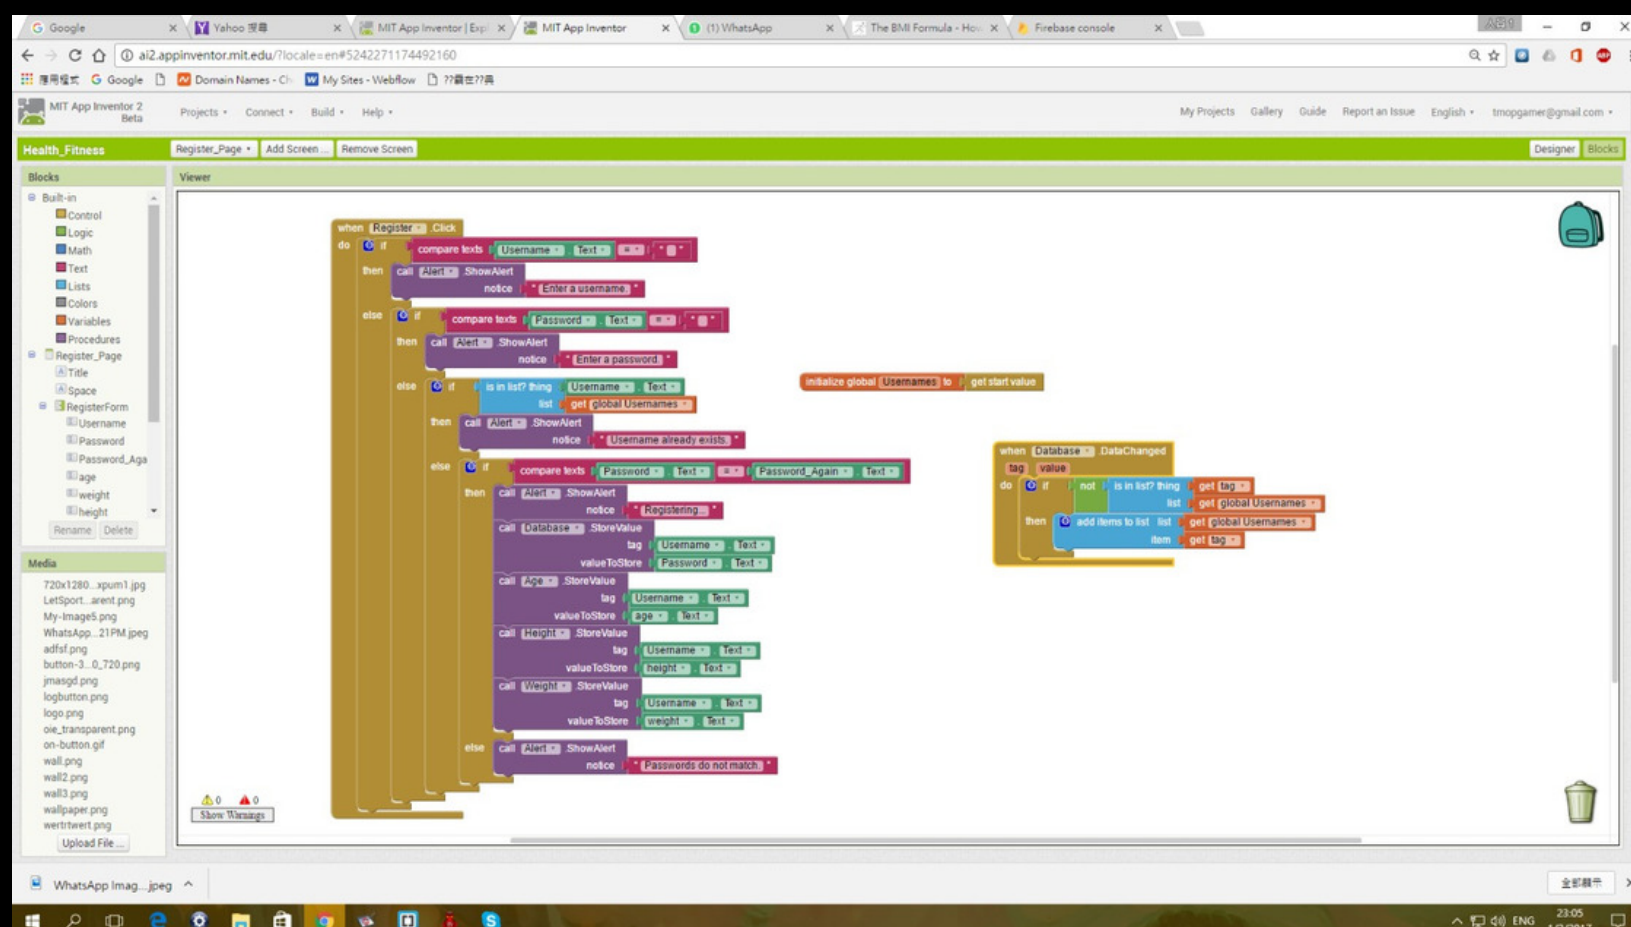 Google
Yahoo 搜尋
MIT App Inventor | Exp
MIT App Inventor
(1) WhatsApp
The BMI Formula - How
Firebase console
ai2.appinventor.mit.edu/?locale=en#5242271174492160
應用程式
Google
Domain Names - Ch
My Sites - Webflow
MIT App Inventor 2
Beta
Projects
Connect
Build
Help
My Projects
Gallery
Guide
Report an Issue
English
tmopgamer@gmail.com
Health_Fitness
Register_Page
Add Screen ...
Remove Screen
Designer
Blocks
Blocks
Built-in
Control
Logic
Math
Text
Lists
Colors
Variables
Procedures
Register_Page
Title
Space
RegisterForm
Username
Password
Password_Aga
age
weight
height
Rename
Delete
Media
720x1280...xpum1.jpg
LetSport...arent.png
My-Image5.png
WhatsApp...21PM.jpeg
adfsf.png
button-3...0_720.png
jmasgd.png
logbutton.png
logo.png
oie_transparent.png
on-button.gif
wall.png
wall2.png
wall3.png
wallpaper.png
wertrtwert.png
Upload File ...
Viewer
when Register .Click
do if compare texts Username . Text = " "
then call Alert .ShowAlert
notice " Enter a username. "
else if compare texts Password . Text = " "
then call Alert .ShowAlert
notice " Enter a password. "
else if is in list? thing Username . Text
list get global Usernames
then call Alert .ShowAlert
notice " Username already exists. "
else if compare texts Password . Text = Password_Again . Text
then call Alert .ShowAlert
notice " Registering... "
call Database .StoreValue
tag Username . Text
valueToStore Password . Text
call Age .StoreValue
tag Username . Text
valueToStore age . Text
call Height .StoreValue
tag Username . Text
valueToStore height . Text
call Weight .StoreValue
tag Username . Text
valueToStore weight . Text
else call Alert .ShowAlert
notice " Passwords do not match. "
initialize global Usernames to get start value
when Database .DataChanged
tag value
do if not is in list? thing get tag
list get global Usernames
then add items to list list get global Usernames
item get tag
0 0
Show Warnings
WhatsApp Imag....jpeg
全部顯示
ENG
23:05